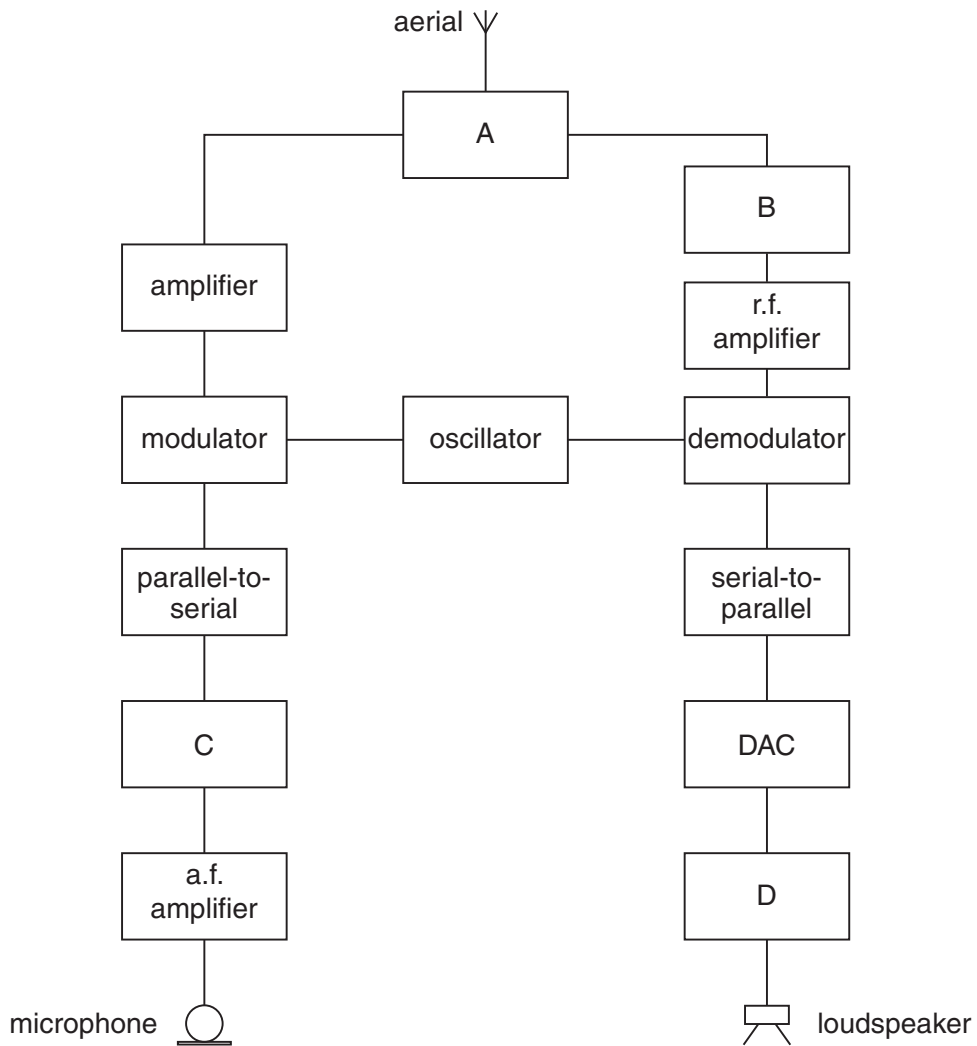 aerial
A
B
amplifier
r.f.
amplifier
modulator
oscillator
demodulator
parallel-to-
serial
serial-to-
parallel
C
DAC
a.f.
amplifier
D
microphone
loudspeaker